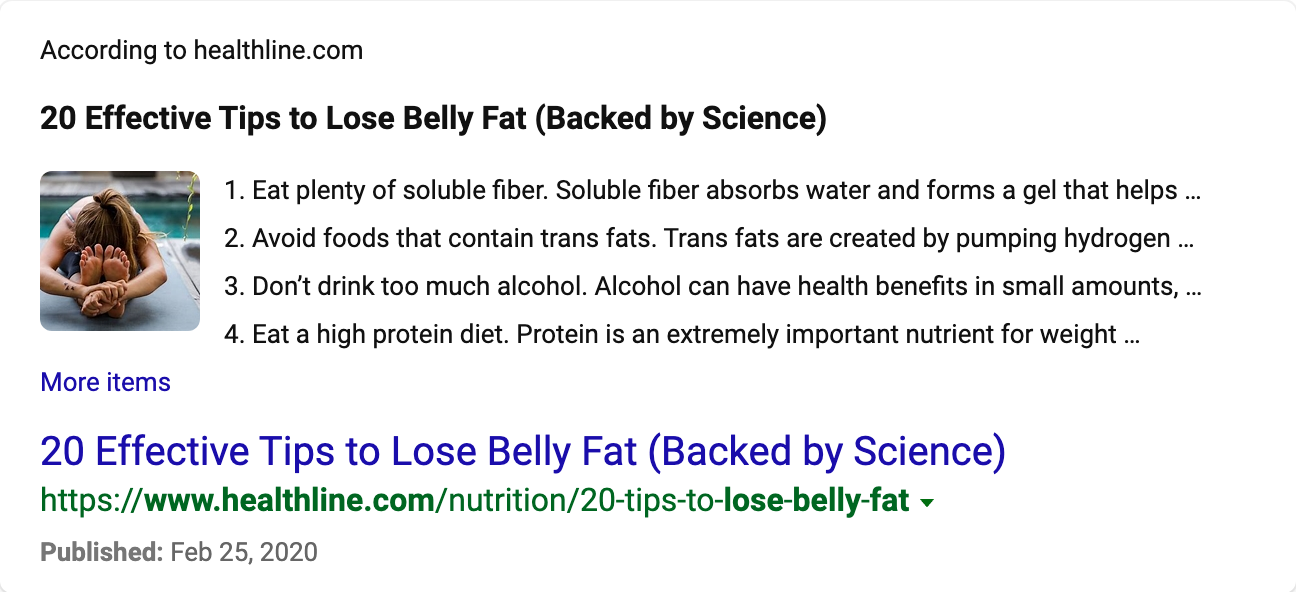 According to healthline.com
20 Effective Tips to Lose Belly Fat (Backed by Science)
1. Eat plenty of soluble fiber. Soluble fiber absorbs water and forms a gel that helps ...
2. Avoid foods that contain trans fats. Trans fats are created by pumping hydrogen ...
3. Don’t drink too much alcohol. Alcohol can have health benefits in small amounts, ...
4. Eat a high protein diet. Protein is an extremely important nutrient for weight ...
More items
20 Effective Tips to Lose Belly Fat (Backed by Science)
https://www.healthline.com/nutrition/20-tips-to-lose-belly-fat
Published: Feb 25, 2020